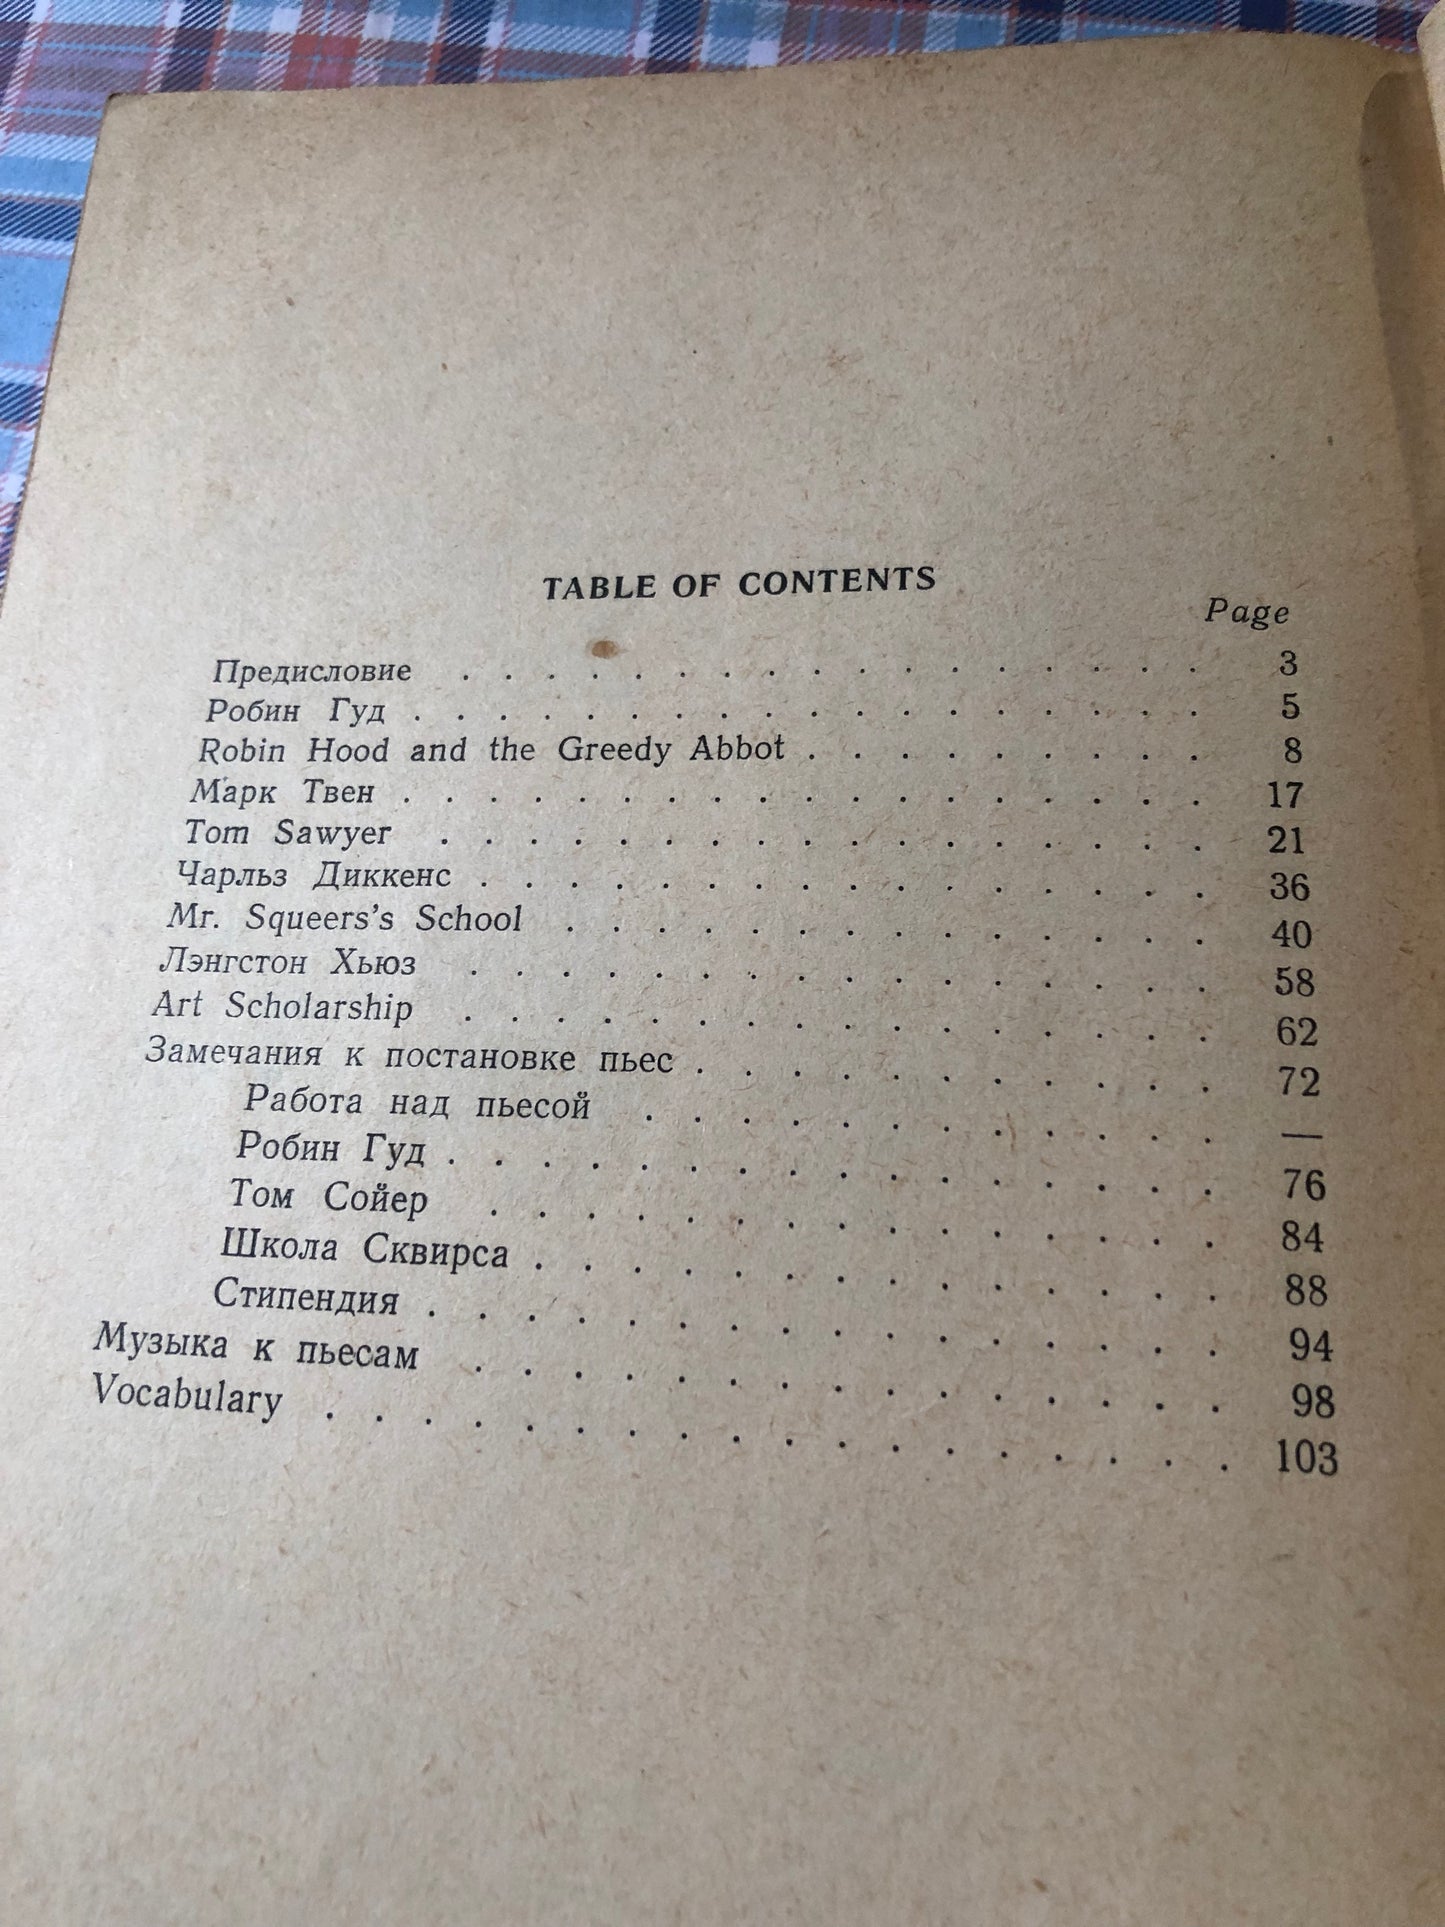 TABLE OF CONTENTS
Page
Предисловие . . . . . . . . . . . . . . . . . . 3
Робин Гуд . . . . . . . . . . . . . . . . . . . 5
Robin Hood and the Greedy Abbot . . . . . . . . . . 8
Марк Твен . . . . . . . . . . . . . . . . . . . 17
Tom Sawyer . . . . . . . . . . . . . . . . . . 21
Чарльз Диккенс . . . . . . . . . . . . . . . . . 36
Mr. Squeers's School . . . . . . . . . . . . . . 40
Лэнгстон Хьюз . . . . . . . . . . . . . . . . . 58
Art Scholarship . . . . . . . . . . . . . . . . 62
Замечания к постановке пьес . . . . . . . . . . . 72
Работа над пьесой . . . . . . . . . . . . —
Робин Гуд . . . . . . . . . . . . . . . . 76
Том Сойер . . . . . . . . . . . . . . . 84
Школа Сквирса . . . . . . . . . . . . . . 88
Стипендия . . . . . . . . . . . . . . . . 94
Музыка к пьесам . . . . . . . . . . . . . . . 98
Vocabulary . . . . . . . . . . . . . . . . . . 103